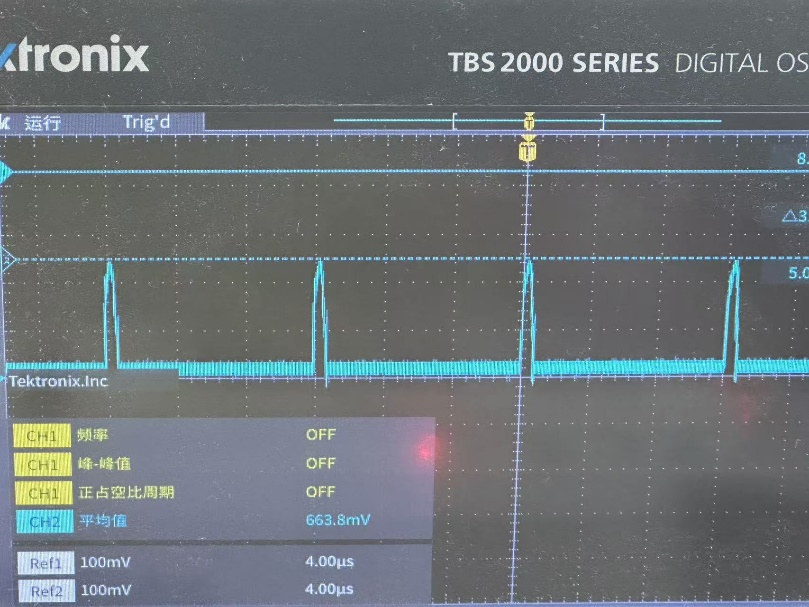 ktronix
TBS 2000 SERIES DIGITAL OS
运行 Trig'd
T
T
8.
△3
2
5.0
Tektronix.Inc
CH1 频率 OFF
CH1 峰-峰值 OFF
CH1 正占空比周期 OFF
CH2 平均值 663.8mV
Ref1 100mV 4.00µs
Ref2 100mV 4.00µs